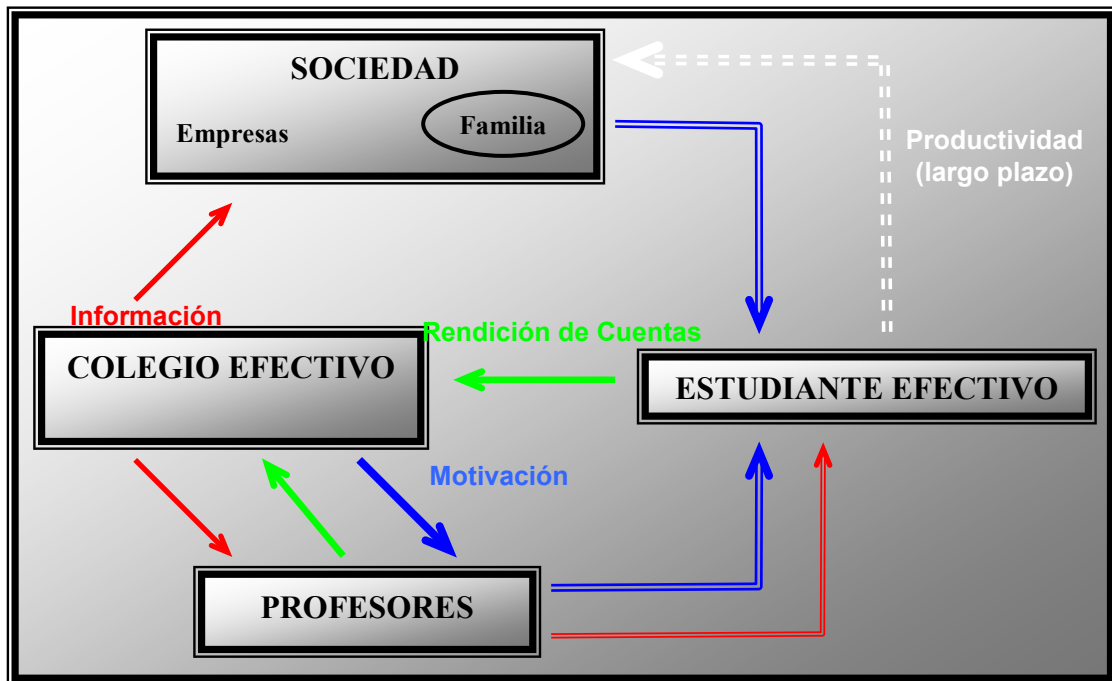 SOCIEDAD
Empresas
Familia
Productividad
(largo plazo)
Información
Rendición de Cuentas
COLEGIO EFECTIVO
ESTUDIANTE EFECTIVO
Motivación
PROFESORES